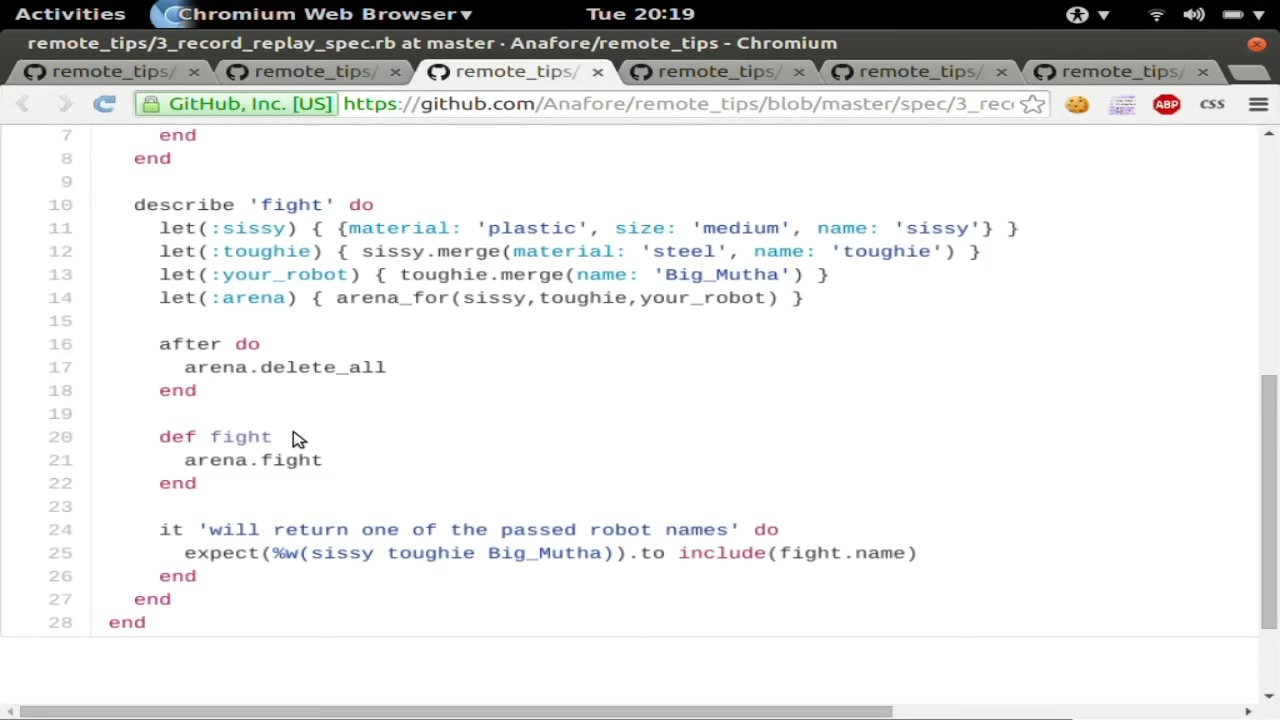 Activities Chromium Web Browser Tue 20:19
remote_tips/3_record_replay_spec.rb at master · Anafore/remote_tips - Chromium
remote_tips/ remote_tips/ remote_tips/ remote_tips/ remote_tips/ remote_tips/
GitHub, Inc. [US] https://github.com/Anafore/remote_tips/blob/master/spec/3_rec ABP CSS
7 end
8 end
9
10 describe 'fight' do
11 let(:sissy) { {material: 'plastic', size: 'medium', name: 'sissy'} }
12 let(:toughie) { sissy.merge(material: 'steel', name: 'toughie') }
13 let(:your_robot) { toughie.merge(name: 'Big_Mutha') }
14 let(:arena) { arena_for(sissy,toughie,your_robot) }
15
16 after do
17 arena.delete_all
18 end
19
20 def fight
21 arena.fight
22 end
23
24 it 'will return one of the passed robot names' do
25 expect(%w(sissy toughie Big_Mutha)).to include(fight.name)
26 end
27 end
28 end